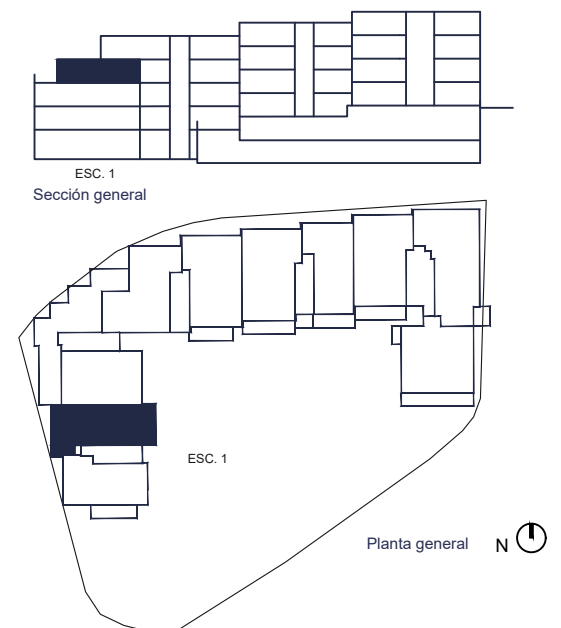 ESC. 1
Sección general
ESC. 1
Planta general
N